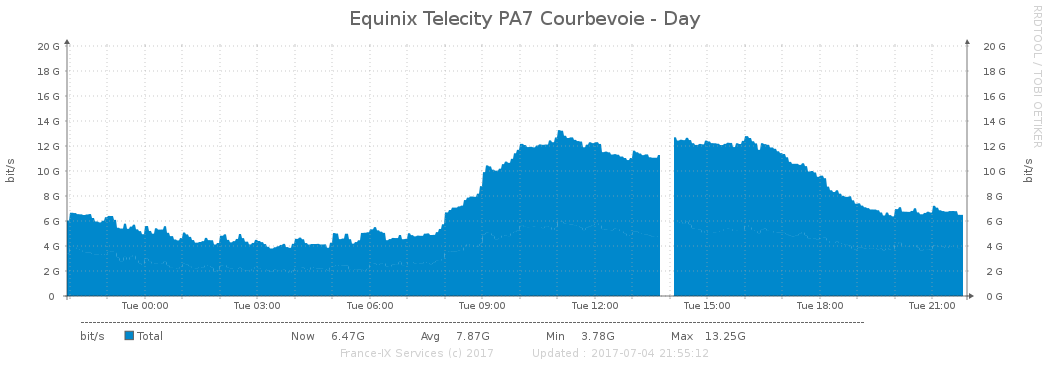 Equinix Telecity PA7 Courbevoie - Day
RRDTOOL / TOBI OETIKER
bit/s
20 G 20 G
18 G 18 G
16 G 16 G
14 G 14 G
12 G 12 G
10 G 10 G
8 G 8 G
6 G 6 G
4 G 4 G
2 G 2 G
0 0 G
bit/s
Tue 00:00 Tue 03:00 Tue 06:00 Tue 09:00 Tue 12:00 Tue 15:00 Tue 18:00 Tue 21:00
bit/s Total Now 6.47G Avg 7.87G Min 3.78G Max 13.25G
France-IX Services (c) 2017 Updated : 2017-07-04 21:55:12